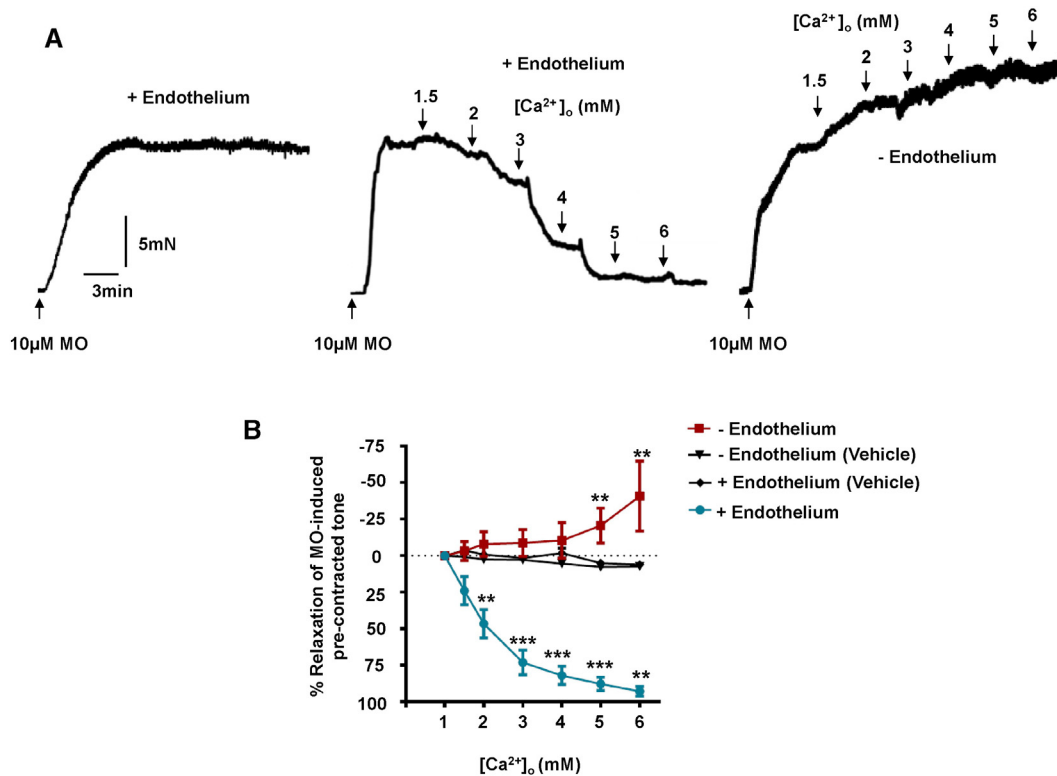 A
+ Endothelium
5mN
3min
10µM MO
+ Endothelium
[Ca²⁺]ₒ (mM)
1.5
2
3
4
5
6
10µM MO
[Ca²⁺]ₒ (mM)
1.5
2
3
4
5
6
- Endothelium
10µM MO
B
% Relaxation of MO-induced
pre-contracted tone
-75
-50
-25
0
25
50
75
100
1 2 3 4 5 6
[Ca²⁺]ₒ (mM)
** **
** *** *** *** **
- Endothelium
- Endothelium (Vehicle)
+ Endothelium (Vehicle)
+ Endothelium